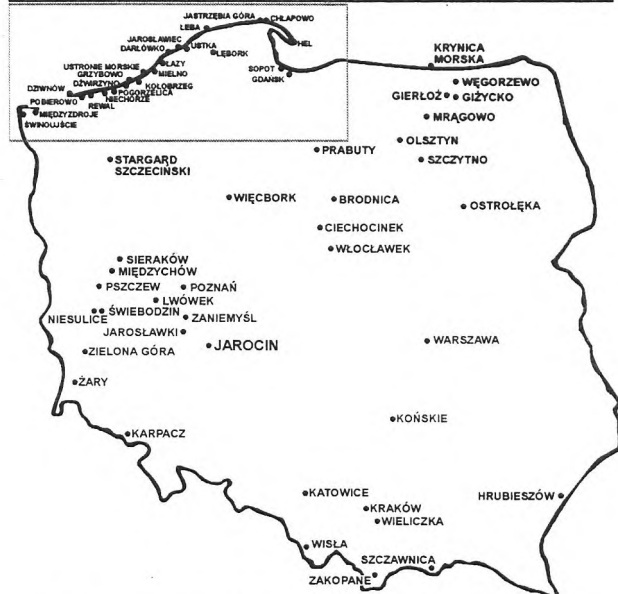 JASTRZĘBIA GÓRA
CHŁAPOWO
ŁEBA
HEL
JAROSŁAWIEC
DARŁÓWKO
USTKA
LĘBORK
ŁAZY
USTRONIE MORSKIE
MIELNO
GRZYBOWO
KOŁOBRZEG
DŹWIRZYNO
DZIWNÓW
POGORZELICA
NIECHORZE
POBIEROWO
REWAL
MIĘDZYZDROJE
ŚWINOUJŚCIE
SOPOT
GDAŃSK
KRYNICA
MORSKA
WĘGORZEWO
GIERŁOŻ
GIŻYCKO
MRĄGOWO
OLSZTYN
PRABUTY
SZCZYTNO
STARGARD
SZCZECIŃSKI
WIĘCBORK
BRODNICA
OSTROŁĘKA
CIECHOCINEK
WŁOCŁAWEK
SIERAKÓW
MIĘDZYCHÓW
PSZCZEW
POZNAŃ
LWÓWEK
NIESULICE
ŚWIEBODZIN
ZANIEMYŚL
JAROSŁAWKI
JAROCIN
ZIELONA GÓRA
WARSZAWA
ŻARY
KOŃSKIE
KARPACZ
KATOWICE
HRUBIESZÓW
KRAKÓW
WIELICZKA
WISŁA
SZCZAWNICA
ZAKOPANE